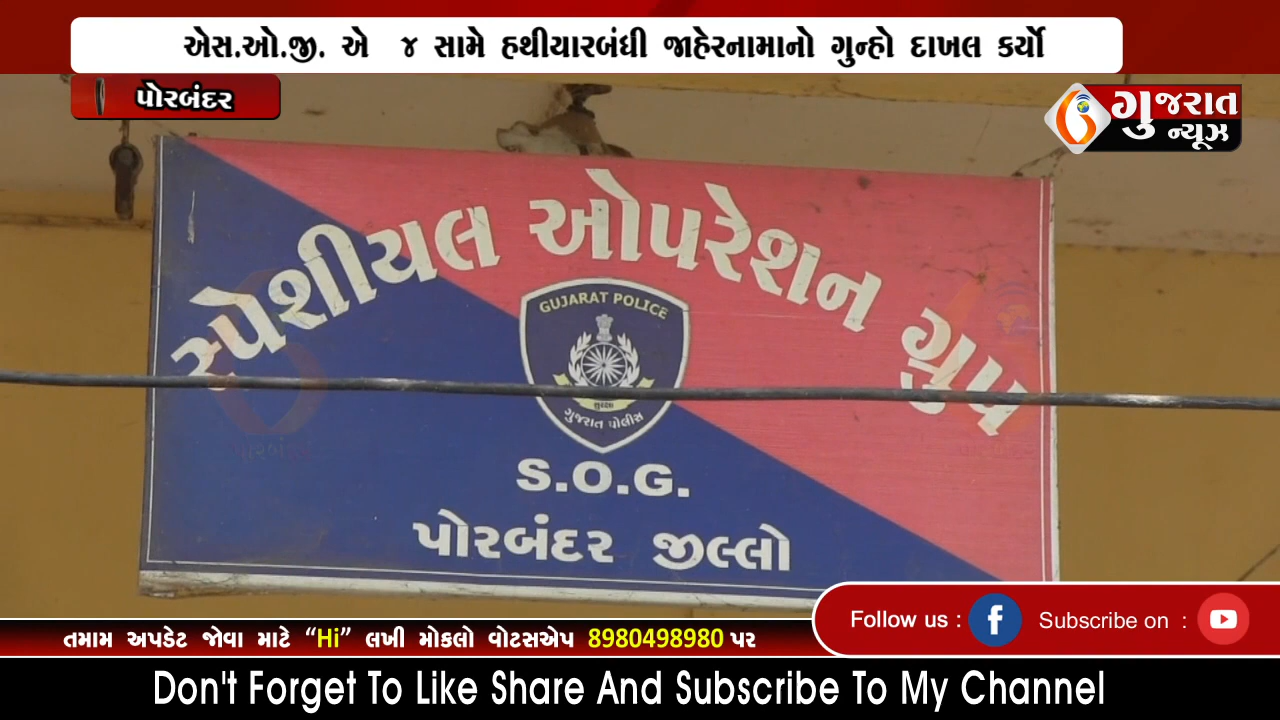 એસ.ઓ.જી. એ ૪ સામે હથીયારબંધી જાહેરનામાનો ગુન્હો દાખલ કર્યો
પોરબંદર
ગુજરાત
ન્યૂઝ
સ્પેશીયલ ઓપરેશન ગ્રુપ
GUJARAT POLICE
ગુજરાત પોલીસ
S.O.G.
પોરબંદર જીલ્લો
Follow us :
Subscribe on :
તમામ અપડેટ જોવા માટે “Hi” લખી મોકલો વોટસએપ 8980498980 પર
Don't Forget To Like Share And Subscribe To My Channel